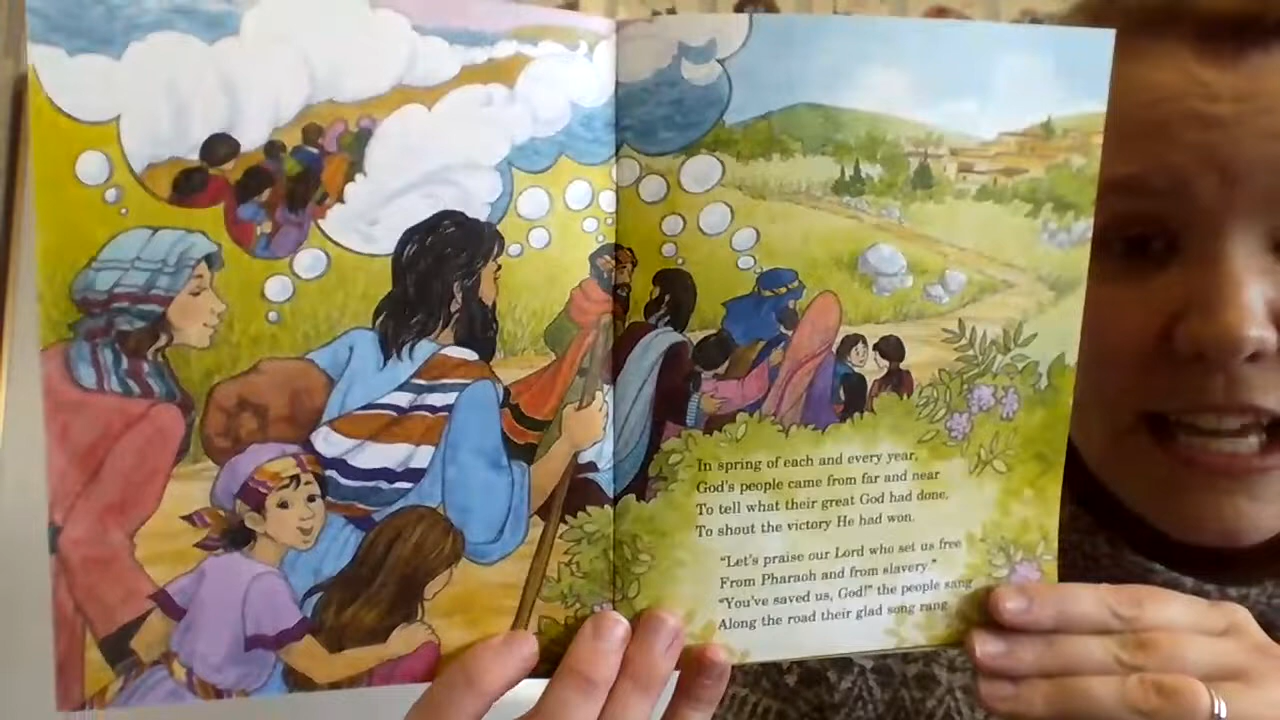 In spring of each and every year,
God's people came from far and near
To tell what their great God had done,
To shout the victory He had won.
"Let's praise our Lord who set us free
From Pharaoh and from slavery."
"You've saved us, God!" the people sang
Along the road their glad song rang